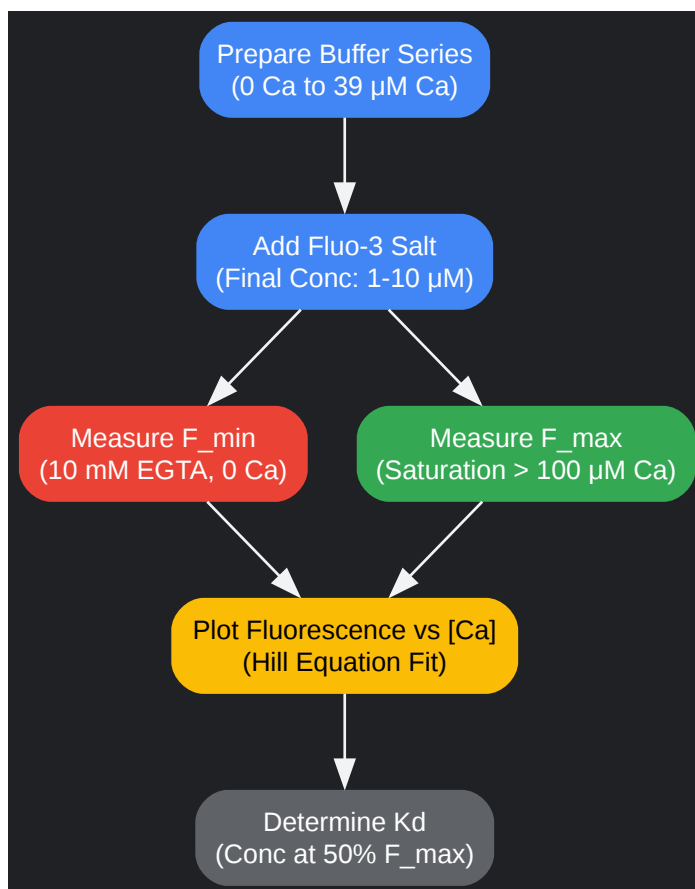 Prepare Buffer Series
(0 Ca to 39 μM Ca)
Add Fluo-3 Salt
(Final Conc: 1-10 μM)
Measure F_min
(10 mM EGTA, 0 Ca)
Measure F_max
(Saturation > 100 μM Ca)
Plot Fluorescence vs [Ca]
(Hill Equation Fit)
Determine Kd
(Conc at 50% F_max)